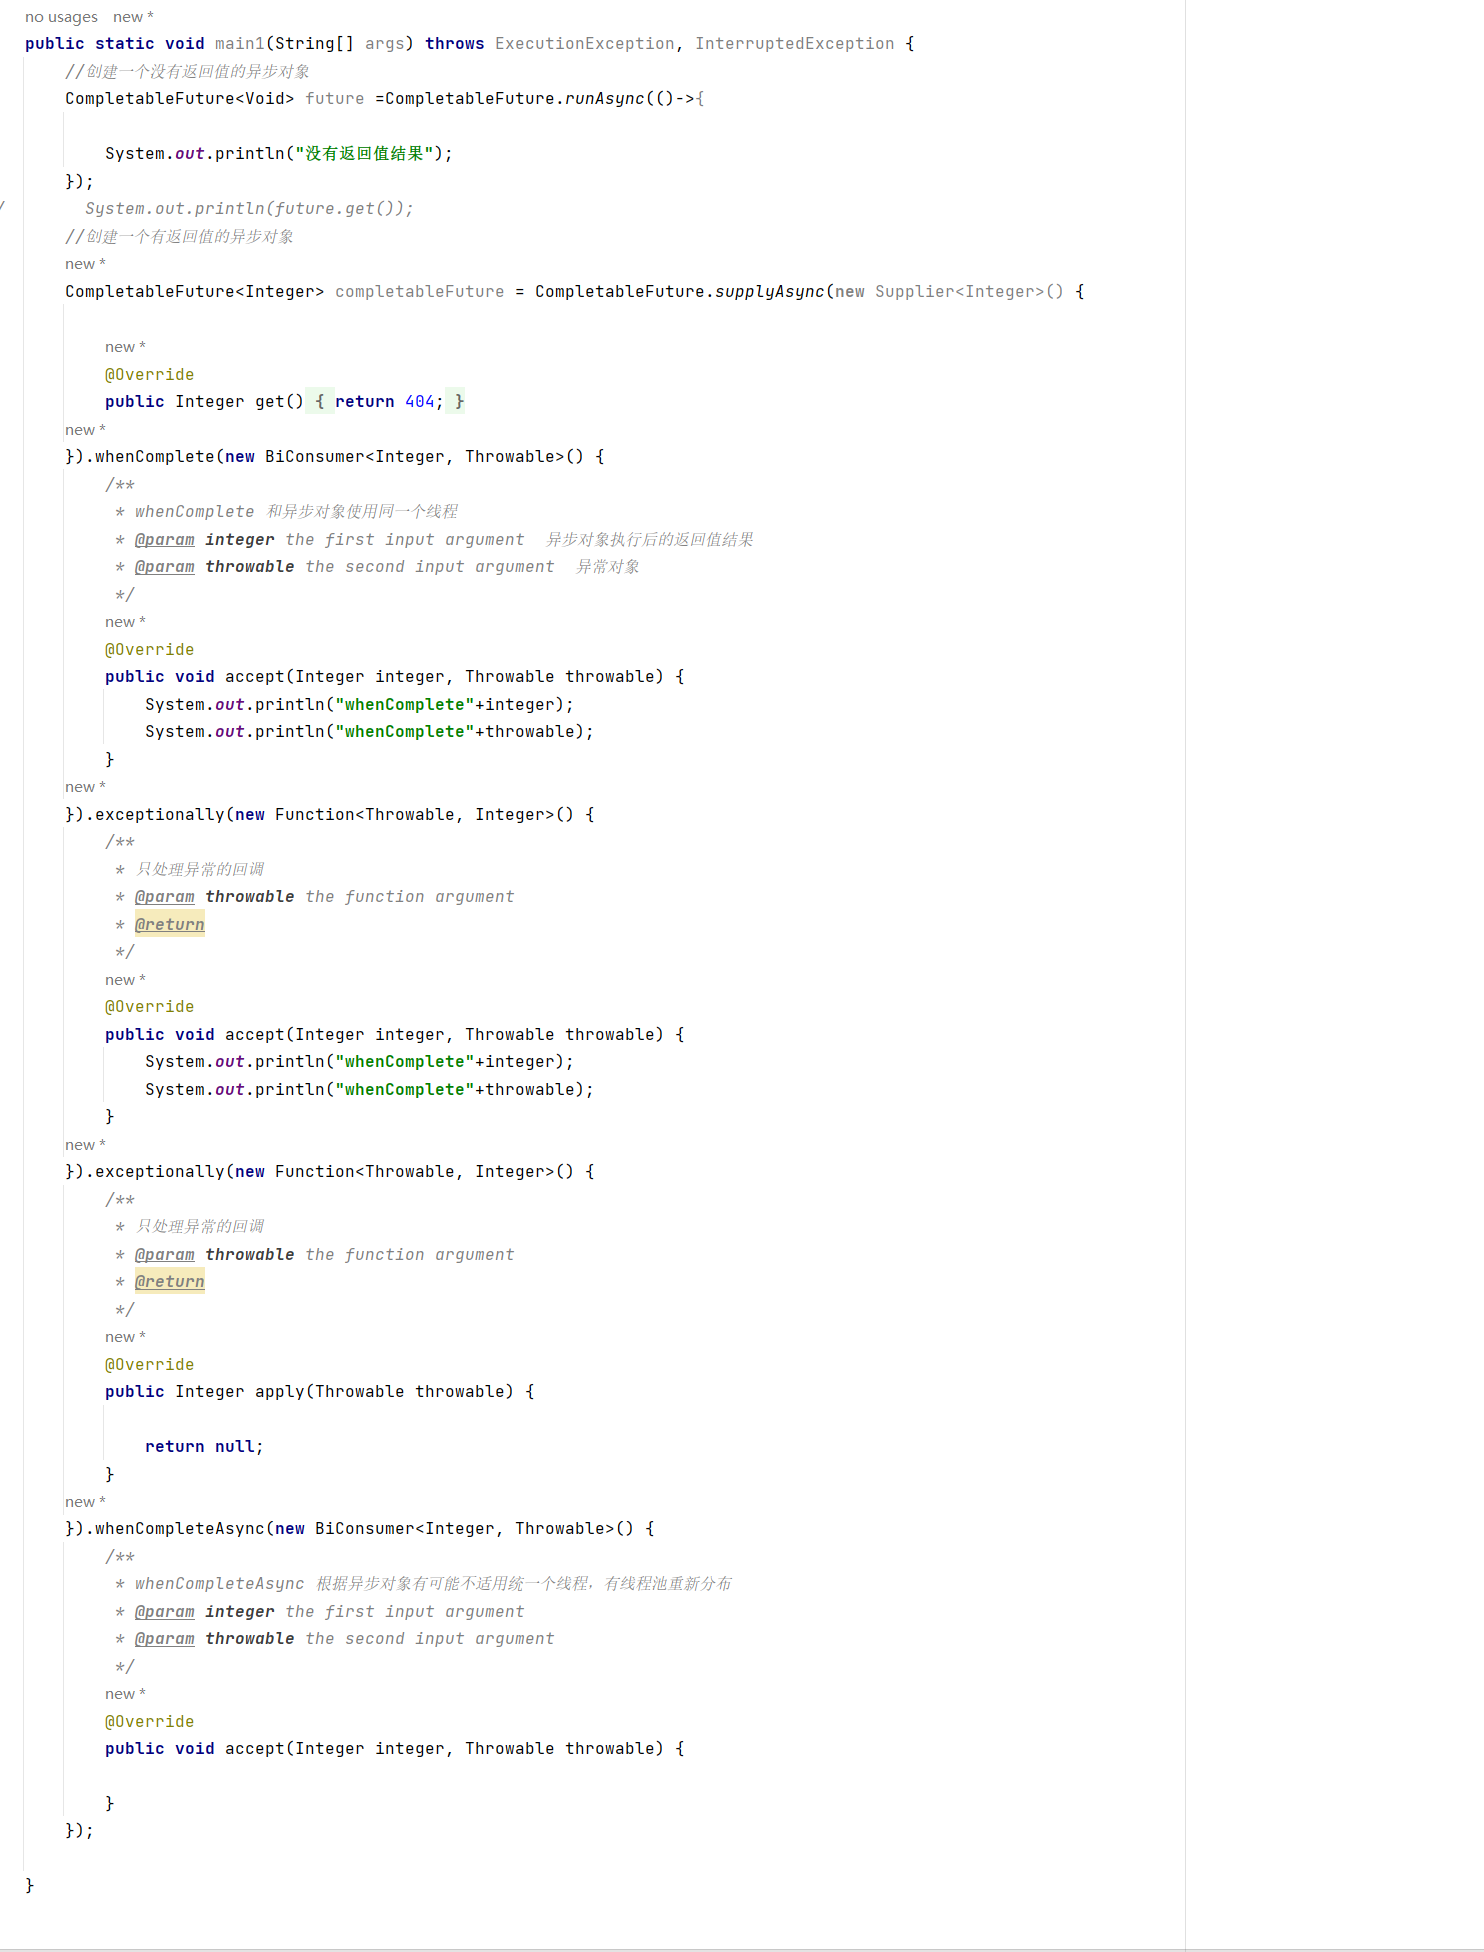 no usages   new *
public static void main1(String[] args) throws ExecutionException, InterruptedException {
    //创建一个没有返回值的异步对象
    CompletableFuture<Void> future =CompletableFuture.runAsync(()->{

        System.out.println("没有返回值结果");
    });
/        System.out.println(future.get());
    //创建一个有返回值的异步对象
    new *
    CompletableFuture<Integer> completableFuture = CompletableFuture.supplyAsync(new Supplier<Integer>() {

        new *
        @Override
        public Integer get() { return 404; }
    new *
    }).whenComplete(new BiConsumer<Integer, Throwable>() {
        /**
         * whenComplete 和异步对象使用同一个线程
         * @param integer the first input argument  异步对象执行后的返回值结果
         * @param throwable the second input argument  异常对象
         */
        new *
        @Override
        public void accept(Integer integer, Throwable throwable) {
            System.out.println("whenComplete"+integer);
            System.out.println("whenComplete"+throwable);
        }
    new *
    }).exceptionally(new Function<Throwable, Integer>() {
        /**
         * 只处理异常的回调
         * @param throwable the function argument
         * @return
         */
        new *
        @Override
        public void accept(Integer integer, Throwable throwable) {
            System.out.println("whenComplete"+integer);
            System.out.println("whenComplete"+throwable);
        }
    new *
    }).exceptionally(new Function<Throwable, Integer>() {
        /**
         * 只处理异常的回调
         * @param throwable the function argument
         * @return
         */
        new *
        @Override
        public Integer apply(Throwable throwable) {

            return null;
        }
    new *
    }).whenCompleteAsync(new BiConsumer<Integer, Throwable>() {
        /**
         * whenCompleteAsync 根据异步对象有可能不适用统一个线程，有线程池重新分布
         * @param integer the first input argument
         * @param throwable the second input argument
         */
        new *
        @Override
        public void accept(Integer integer, Throwable throwable) {

        }
    });

}